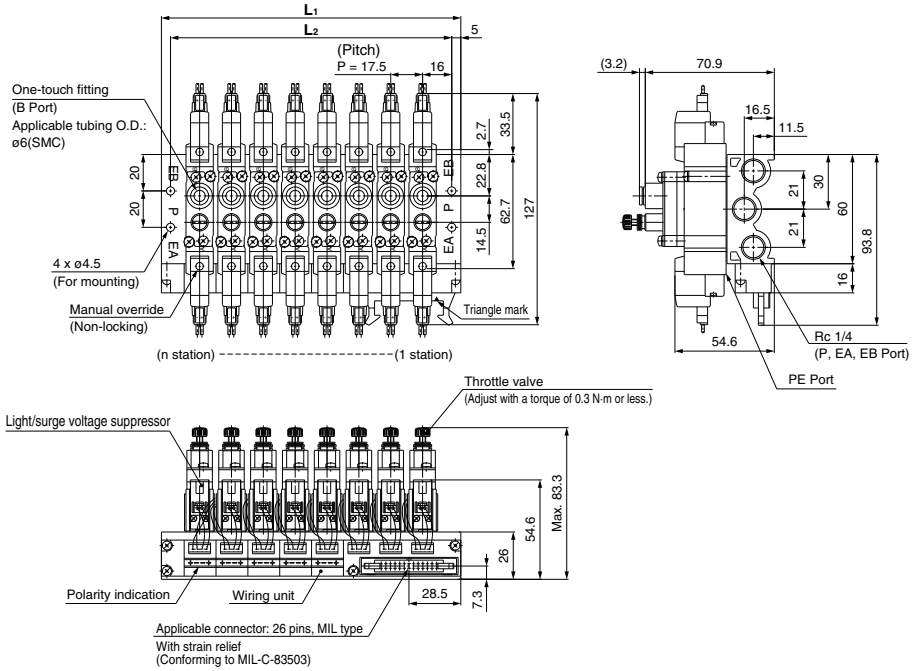 L1
L2
5
(Pitch)
P = 17.5
16
One-touch fitting
(B Port)
Applicable tubing O.D.:
ø6(SMC)
20
20
EB
P
EA
EB
P
EA
2.7
33.5
22.8
14.5
62.7
127
4 x ø4.5
(For mounting)
Manual override
(Non-locking)
Triangle mark
(n station)
(1 station)
(3.2)
70.9
16.5
11.5
21
21
30
60
93.8
16
54.6
Rc 1/4
(P, EA, EB Port)
PE Port
Throttle valve
(Adjust with a torque of 0.3 N·m or less.)
Light/surge voltage suppressor
Max. 83.3
54.6
26
7.3
28.5
Polarity indication
Wiring unit
Applicable connector: 26 pins, MIL type
With strain relief
(Conforming to MIL-C-83503)